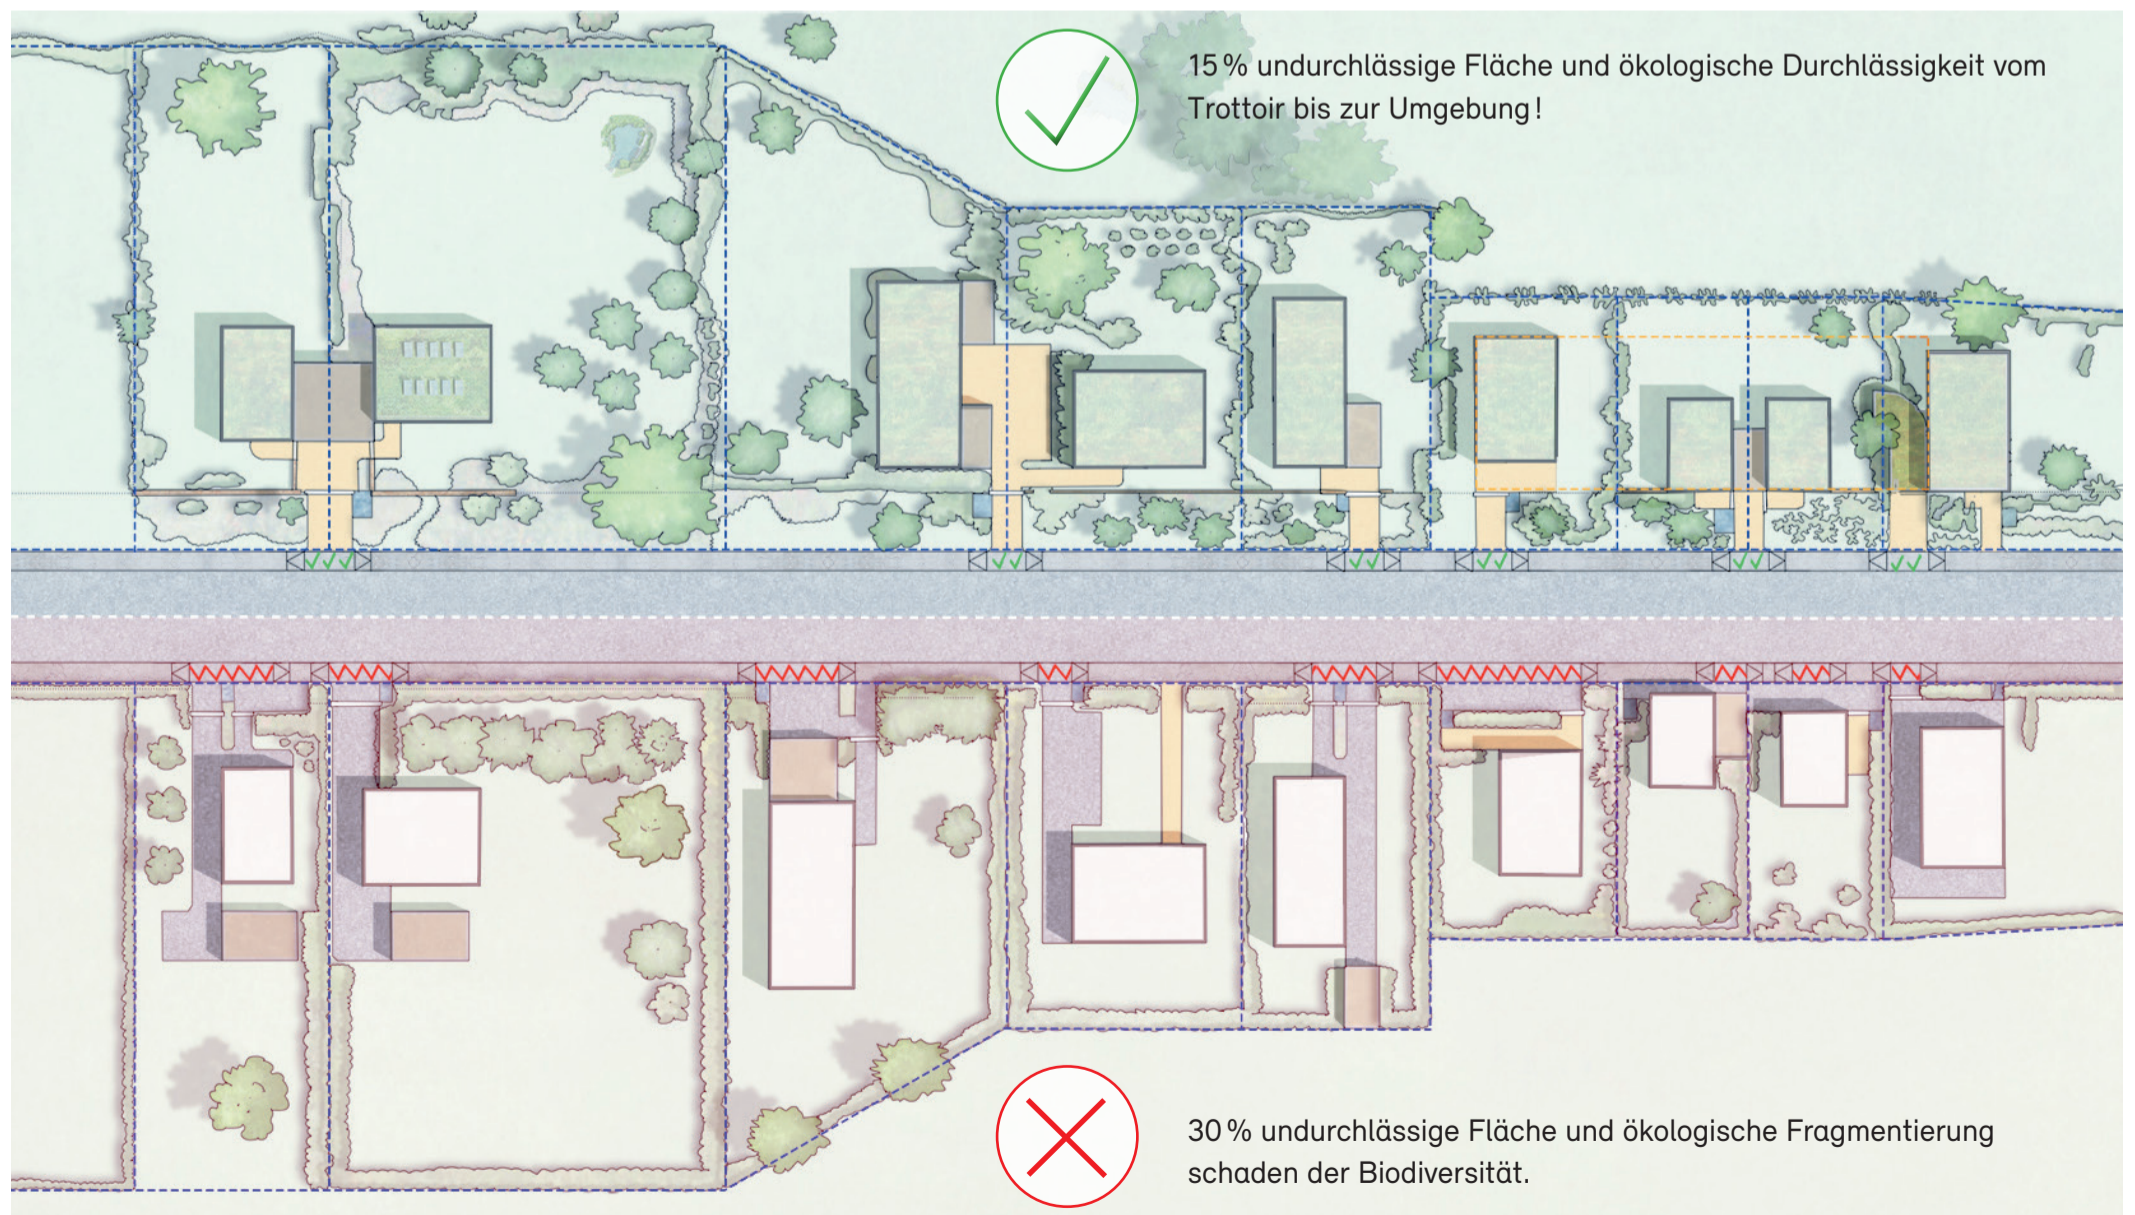 15 % undurchlässige Fläche und ökologische Durchlässigkeit vom
Trottoir bis zur Umgebung !
30 % undurchlässige Fläche und ökologische Fragmentierung
schaden der Biodiversität.